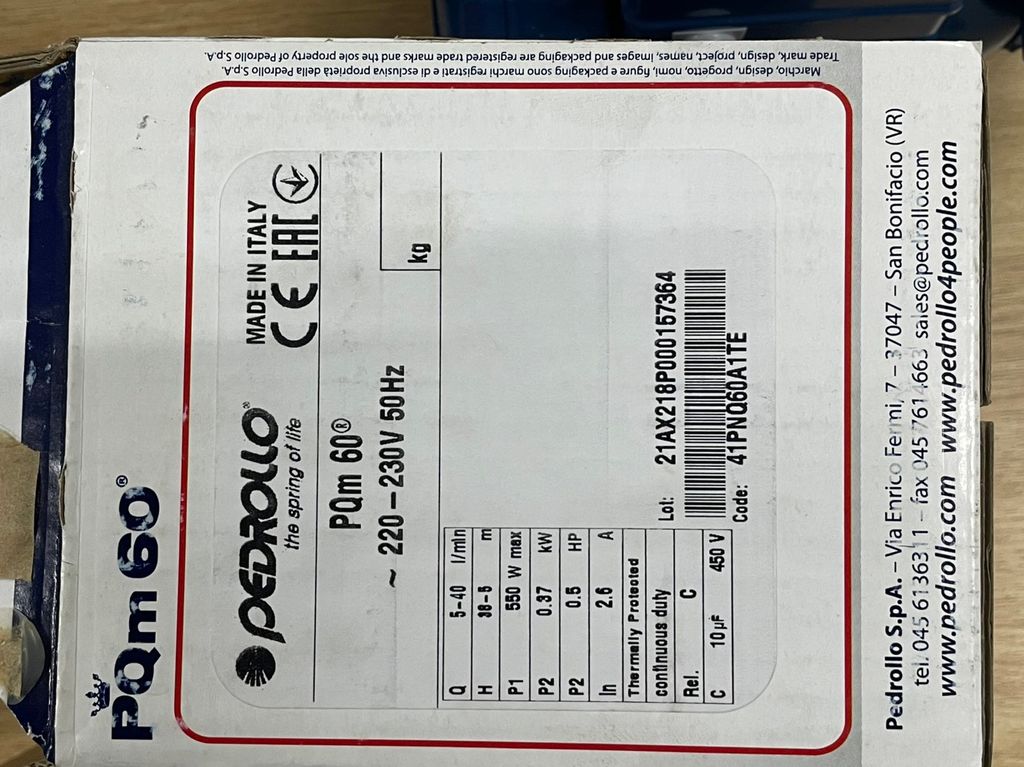 Marchio, design, progetto, nomi, figure e packaging sono marchi registrati e di esclusiva proprietà della Pedrollo S.p.A.
Trade mark, design, project, names, images and packaging are registered trade marks and the sole property of Pedrollo S.p.A.
PQm 60®
PEDROLLO®
the spring of life
MADE IN ITALY
CE EAC
PQm 60®
~ 220-230V 50Hz
kg
Q 5-40 l/min
H 38-5 m
P1 550 W max
P2 0.37 kW
P2 0.5 HP
In 2.6 A
Thermally Protected
continuous duty
Rel. C
C 10µF 450 V
Lot: 21AX218P000157364
Code: 41PNQ60A1TE
Pedrollo S.p.A. – Via Enrico Fermi, 7 – 37047 – San Bonifacio (VR)
tel. 045 6136311 – fax 045 7614663 sales@pedrollo.com
www.pedrollo.com www.pedrollo4people.com